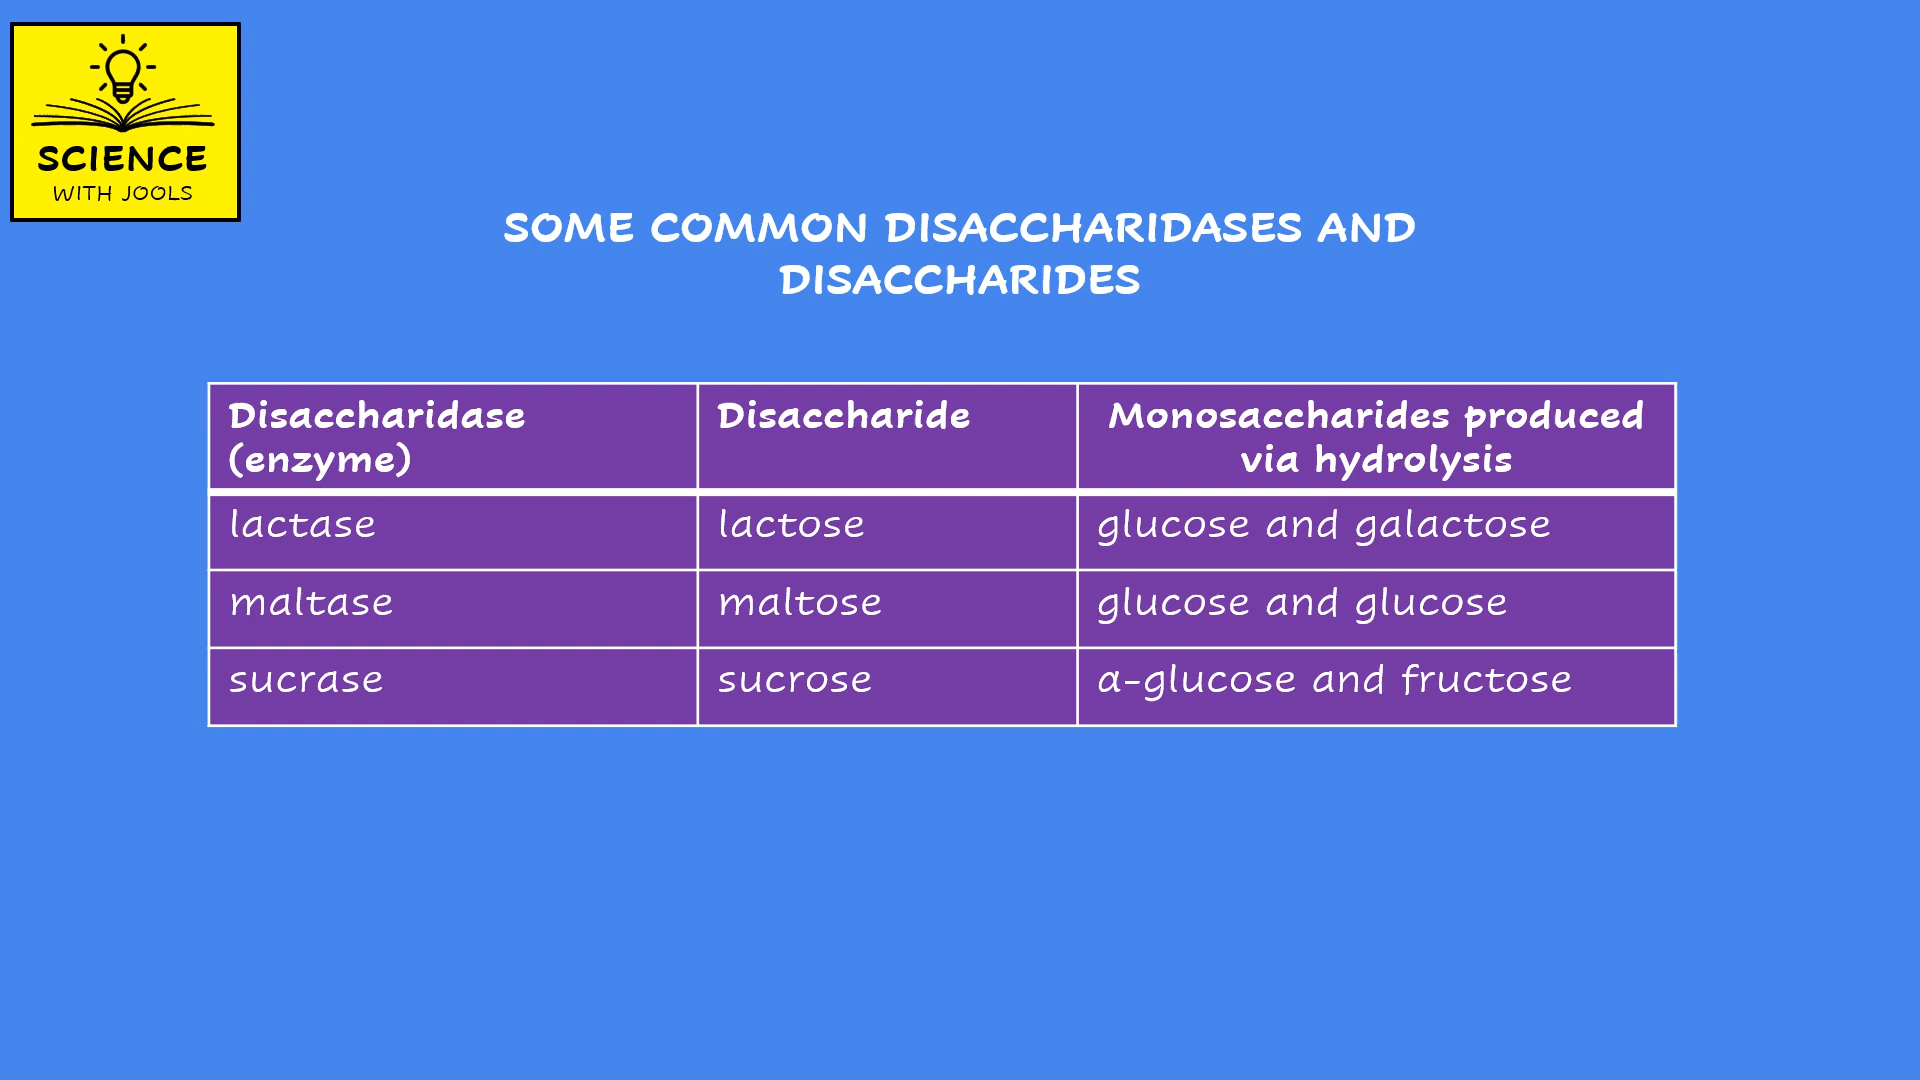 SCIENCE
WITH JOOLS
SOME COMMON DISACCHARIDASES AND
DISACCHARIDES
Disaccharidase
(enzyme)
Disaccharide
Monosaccharides produced
via hydrolysis
lactase
lactose
glucose and galactose
maltase
maltose
glucose and glucose
sucrase
sucrose
α-glucose and fructose